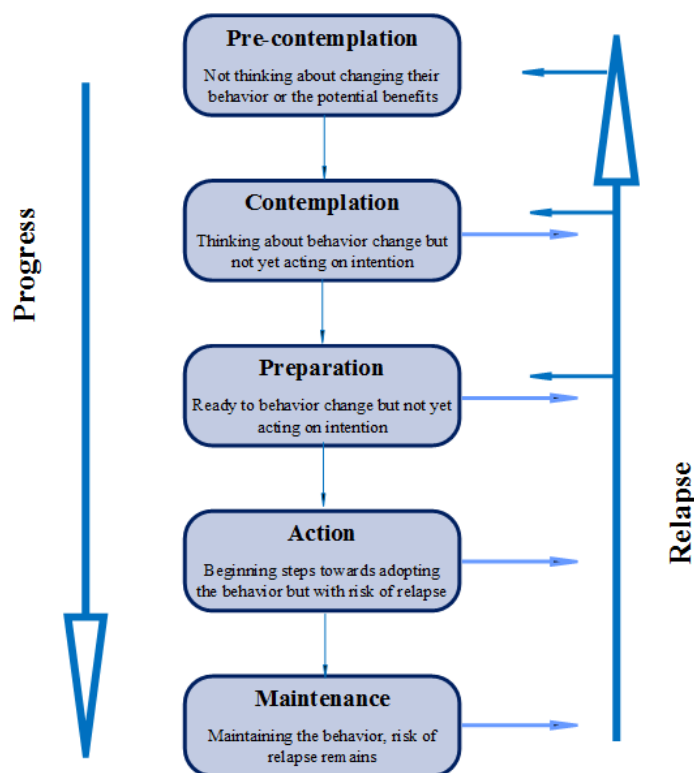 Pre-contemplation
Not thinking about changing their
behavior or the potential benefits
Contemplation
Thinking about behavior change but
not yet acting on intention
Progress
Preparation
Ready to behavior change but not yet
acting on intention
Relapse
Action
Beginning steps towards adopting
the behavior but with risk of relapse
Maintenance
Maintaining the behavior, risk of
relapse remains